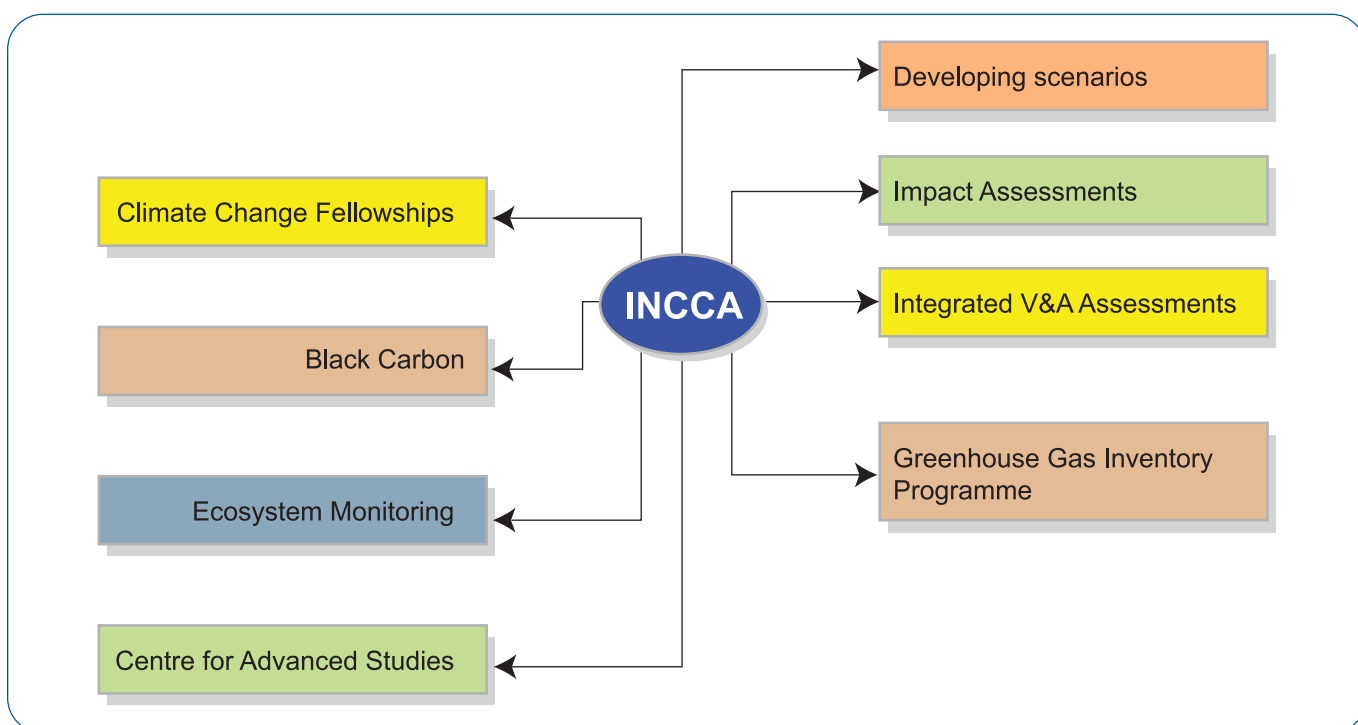 Developing scenarios
Climate Change Fellowships
Impact Assessments
INCCA
Integrated V&A Assessments
Black Carbon
Greenhouse Gas Inventory
Programme
Ecosystem Monitoring
Centre for Advanced Studies